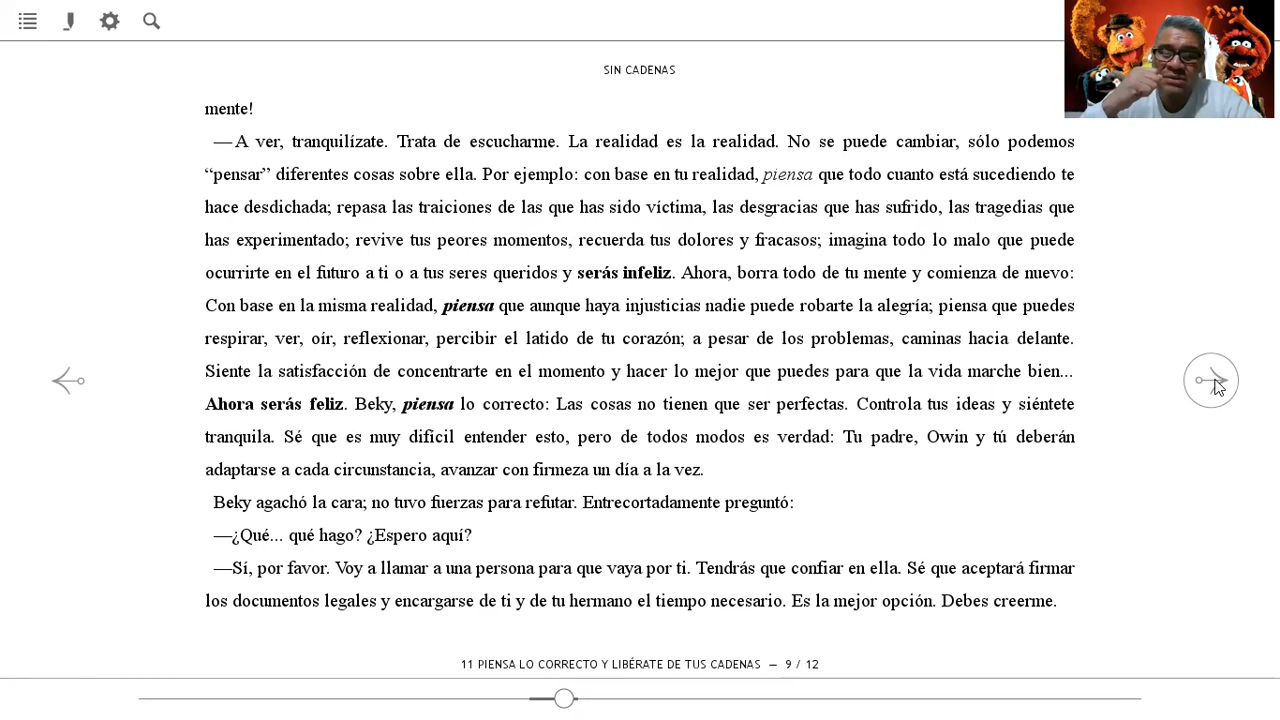 SIN CADENAS
mente!
—A ver, tranquilízate. Trata de escucharme. La realidad es la realidad. No se puede cambiar, sólo podemos
“pensar” diferentes cosas sobre ella. Por ejemplo: con base en tu realidad, piensa que todo cuanto está sucediendo te
hace desdichada; repasa las traiciones de las que has sido víctima, las desgracias que has sufrido, las tragedias que
has experimentado; revive tus peores momentos, recuerda tus dolores y fracasos; imagina todo lo malo que puede
ocurrirte en el futuro a ti o a tus seres queridos y serás infeliz. Ahora, borra todo de tu mente y comienza de nuevo:
Con base en la misma realidad, piensa que aunque haya injusticias nadie puede robarte la alegría; piensa que puedes
respirar, ver, oír, reflexionar, percibir el latido de tu corazón; a pesar de los problemas, caminas hacia delante.
Siente la satisfacción de concentrarte en el momento y hacer lo mejor que puedes para que la vida marche bien...
Ahora serás feliz. Beky, piensa lo correcto: Las cosas no tienen que ser perfectas. Controla tus ideas y siéntete
tranquila. Sé que es muy difícil entender esto, pero de todos modos es verdad: Tu padre, Owin y tú deberán
adaptarse a cada circunstancia, avanzar con firmeza un día a la vez.
Beky agachó la cara; no tuvo fuerzas para refutar. Entrecortadamente preguntó:
—¿Qué... qué hago? ¿Espero aquí?
—Sí, por favor. Voy a llamar a una persona para que vaya por ti. Tendrás que confiar en ella. Sé que aceptará firmar
los documentos legales y encargarse de ti y de tu hermano el tiempo necesario. Es la mejor opción. Debes creerme.
11 PIENSA LO CORRECTO Y LIBÉRATE DE TUS CADENAS — 9 / 12